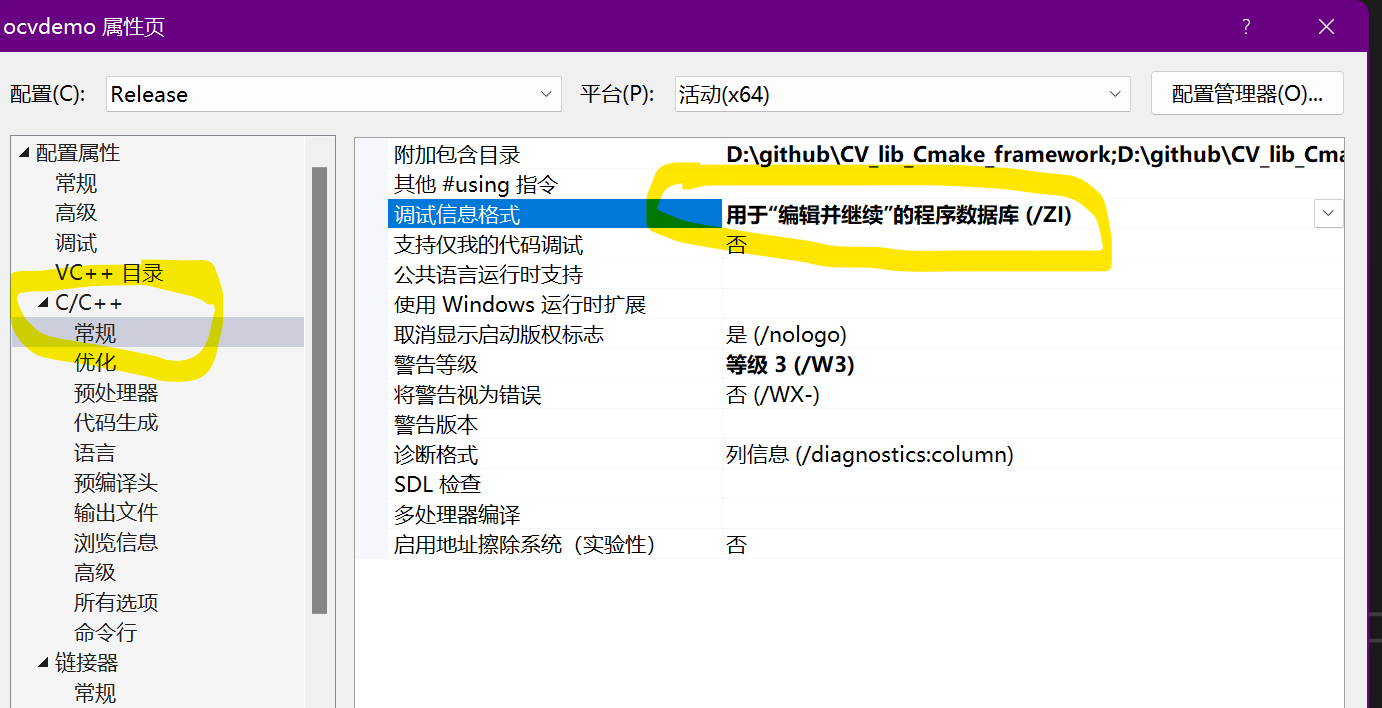 ocvdemo 属性页
?
配置(C): Release 平台(P): 活动(x64) 配置管理器(O)...
配置属性
常规
高级
调试
VC++ 目录
C/C++
常规
优化
预处理器
代码生成
语言
预编译头
输出文件
浏览信息
高级
所有选项
命令行
链接器
常规
附加包含目录 D:\github\CV_lib_Cmake_framework;D:\github\CV_lib_Cma
其他 #using 指令
调试信息格式 用于“编辑并继续”的程序数据库 (/ZI)
支持仅我的代码调试 否
公共语言运行时支持
使用 Windows 运行时扩展
取消显示启动版权标志 是 (/nologo)
警告等级 等级 3 (/W3)
将警告视为错误 否 (/WX-)
警告版本
诊断格式 列信息 (/diagnostics:column)
SDL 检查
多处理器编译
启用地址擦除系统（实验性） 否